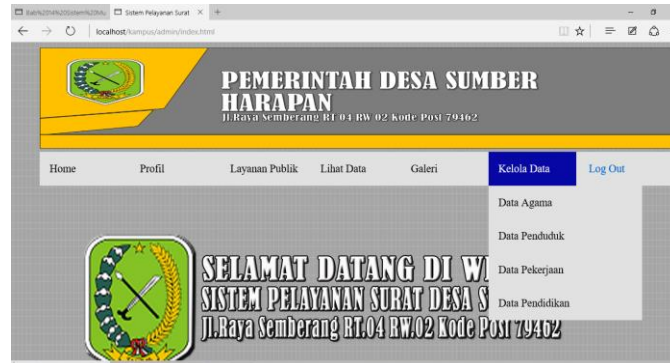 Sistem Pelayanan Surat
localhost/kampus/admin/index.html
PEMERINTAH DESA SUMBER
HARAPAN
Jl.Raya Semberang RT 04 RW 02 Kode Post 79462
Home Profil Layanan Publik Lihat Data Galeri Kelola Data Log Out
Data Agama
Data Penduduk
Data Pekerjaan
Data Pendidikan
SELAMAT DATANG DI W
SISTEM PELAYANAN SURAT DESA S
Jl.Raya Semberang RT.04 RW.02 Kode Post 79462